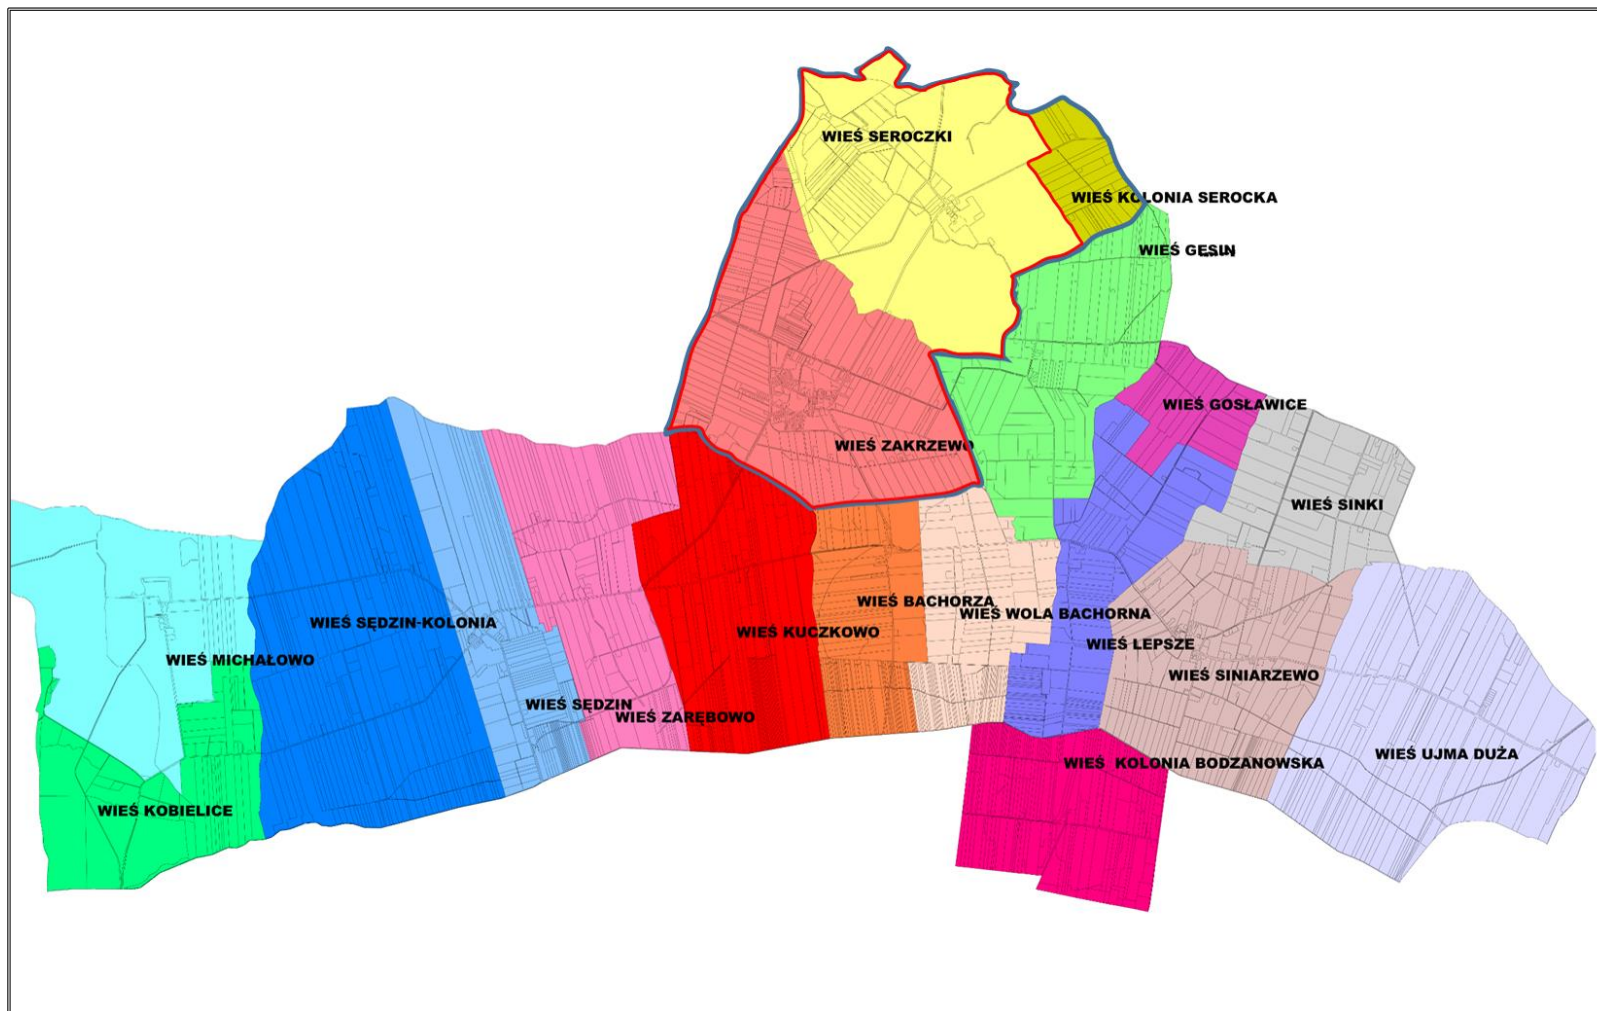 WIEŚ SEROCZKI
WIEŚ KOLONIA SEROCKA
WIEŚ GĘSIN
WIEŚ GOSŁAWICE
WIEŚ ZAKRZEWO
WIEŚ SINKI
WIEŚ BACHORZA
WIEŚ WOLA BACHORNA
WIEŚ SĘDZIN-KOLONIA
WIEŚ KUCZKOWO
WIEŚ LEPSZE
WIEŚ MICHAŁOWO
WIEŚ SINIARZEWO
WIEŚ SĘDZIN
WIEŚ ZARĘBOWO
WIEŚ UJMA DUŻA
WIEŚ KOLONIA BODZANOWSKA
WIEŚ KOBIELICE